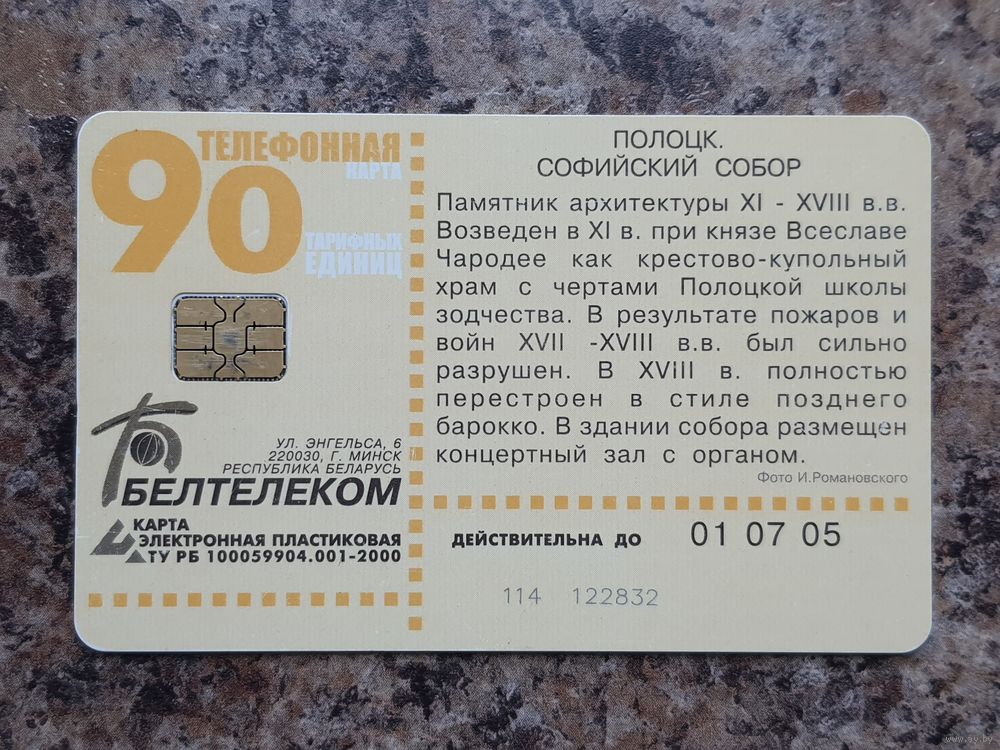 90
ТЕЛЕФОННАЯ
КАРТА
ТАРИФНЫХ
ЕДИНИЦ
УЛ. ЭНГЕЛЬСА, 6
220030, Г. МИНСК
РЕСПУБЛИКА БЕЛАРУСЬ
БЕЛТЕЛЕКОМ
КАРТА
ЭЛЕКТРОННАЯ ПЛАСТИКОВАЯ
ТУ РБ 100059904.001-2000
ПОЛОЦК.
СОФИЙСКИЙ СОБОР
Памятник архитектуры XI - XVIII в.в.
Возведен в XI в. при князе Всеславе
Чародее как крестово-купольный
храм с чертами Полоцкой школы
зодчества. В результате пожаров и
войн XVII -XVIII в.в. был сильно
разрушен. В XVIII в. полностью
перестроен в стиле позднего
барокко. В здании собора размещен
концертный зал с органом.
Фото И.Романовского
ДЕЙСТВИТЕЛЬНА ДО 01 07 05
114 122832
www.ay.by